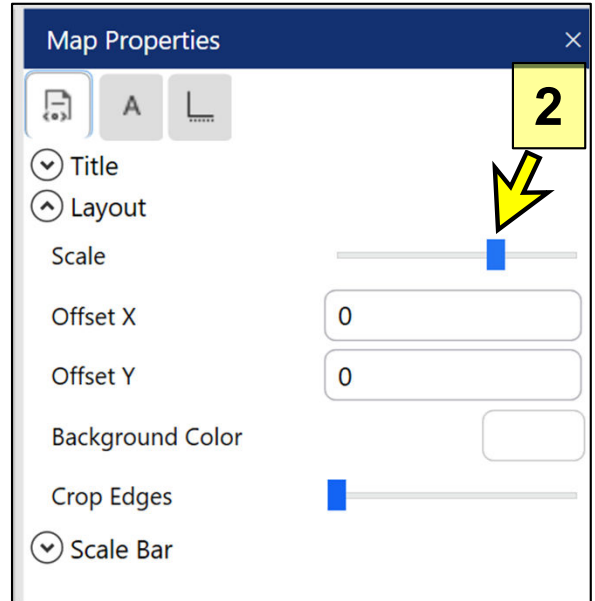 Map Properties
A
2
Title
Layout
Scale
Offset X
0
Offset Y
0
Background Color
Crop Edges
Scale Bar